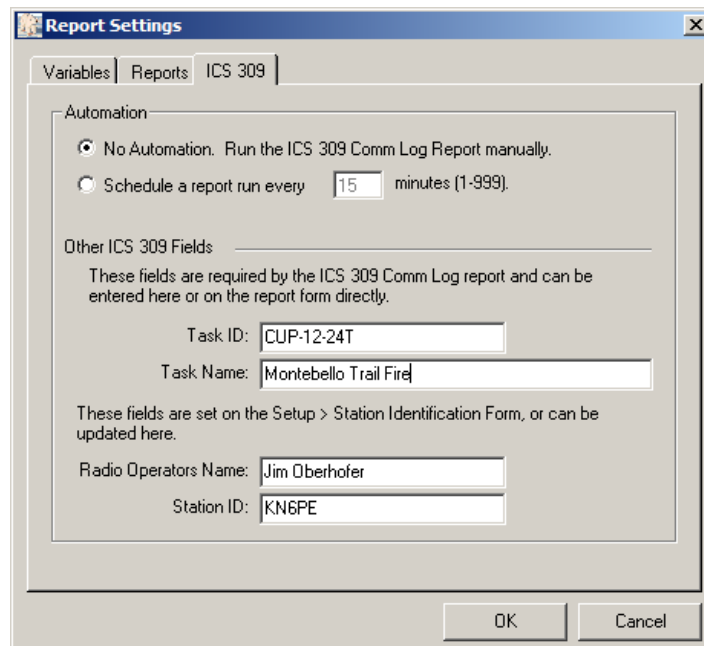 Report Settings
Variables Reports ICS 309
Automation
No Automation. Run the ICS 309 Comm Log Report manually.
Schedule a report run every 15 minutes (1-999).
Other ICS 309 Fields
These fields are required by the ICS 309 Comm Log report and can be
entered here or on the report form directly.
Task ID: CUP-12-24T
Task Name: Montebello Trail Fire
These fields are set on the Setup > Station Identification Form, or can be
updated here.
Radio Operators Name: Jim Oberhofer
Station ID: KN6PE
OK Cancel